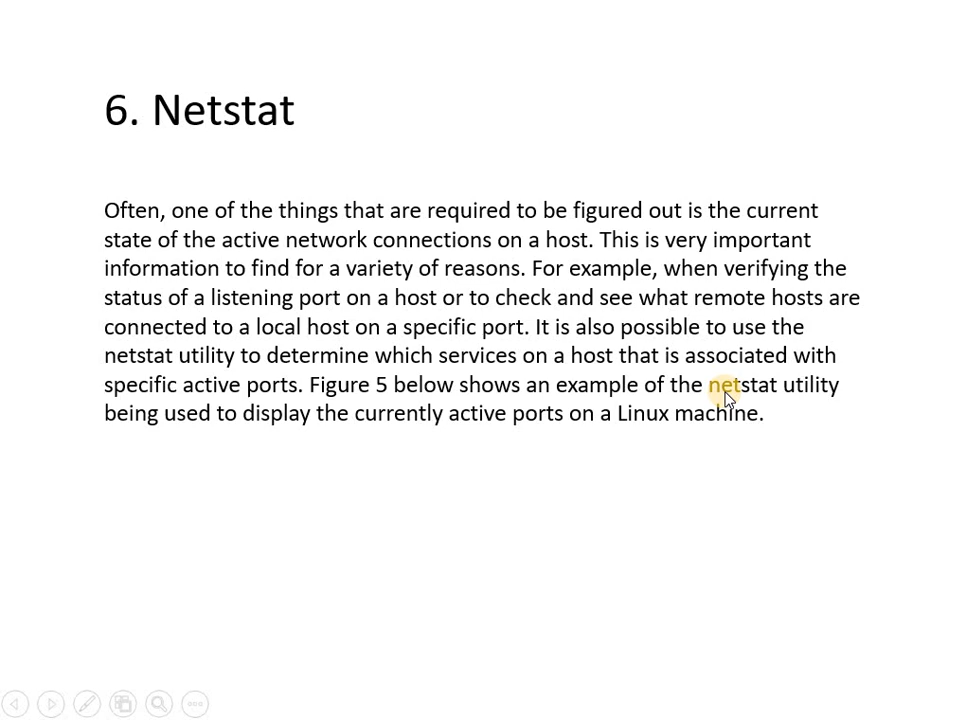 6. Netstat
Often, one of the things that are required to be figured out is the current
state of the active network connections on a host. This is very important
information to find for a variety of reasons. For example, when verifying the
status of a listening port on a host or to check and see what remote hosts are
connected to a local host on a specific port. It is also possible to use the
netstat utility to determine which services on a host that is associated with
specific active ports. Figure 5 below shows an example of the netstat utility
being used to display the currently active ports on a Linux machine.